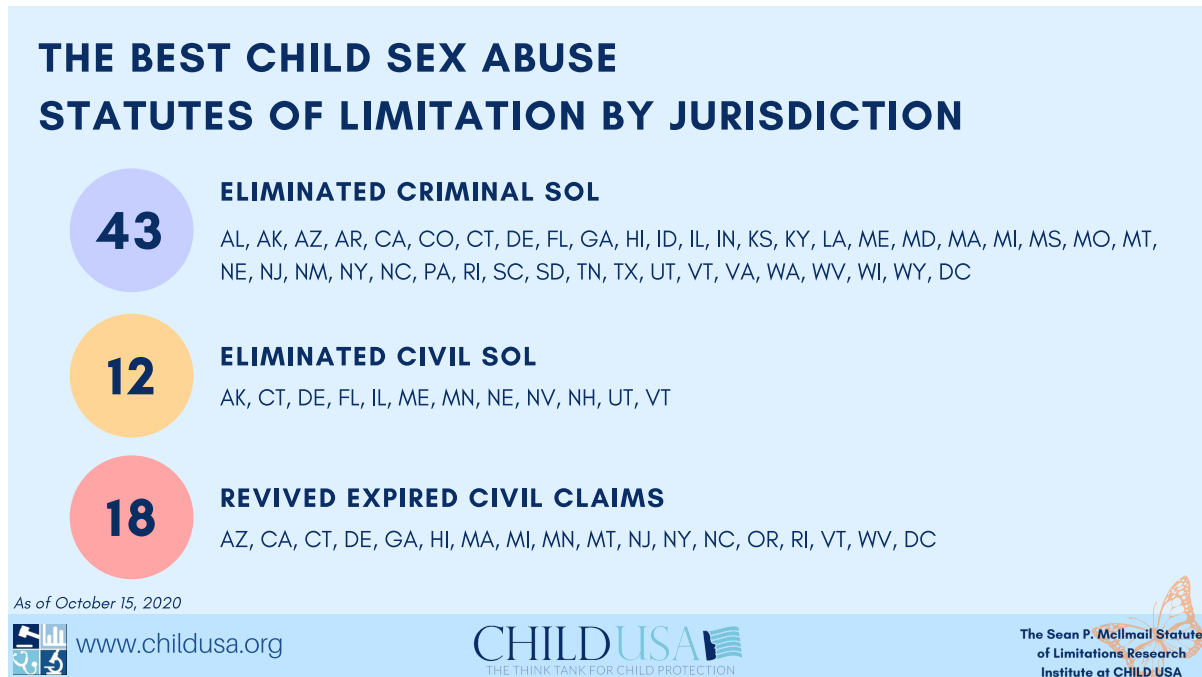 THE BEST CHILD SEX ABUSE
STATUTES OF LIMITATION BY JURISDICTION
43
ELIMINATED CRIMINAL SOL
AL, AK, AZ, AR, CA, CO, CT, DE, FL, GA, HI, ID, IL, IN, KS, KY, LA, ME, MD, MA, MI, MS, MO, MT,
NE, NJ, NM, NY, NC, PA, RI, SC, SD, TN, TX, UT, VT, VA, WA, WV, WI, WY, DC
12
ELIMINATED CIVIL SOL
AK, CT, DE, FL, IL, ME, MN, NE, NV, NH, UT, VT
18
REVIVED EXPIRED CIVIL CLAIMS
AZ, CA, CT, DE, GA, HI, MA, MI, MN, MT, NJ, NY, NC, OR, RI, VT, WV, DC
As of October 15, 2020
www.childusa.org
CHILD USA
THE THINK TANK FOR CHILD PROTECTION
The Sean P. McIlmail Statute
of Limitations Research
Institute at CHILD USA